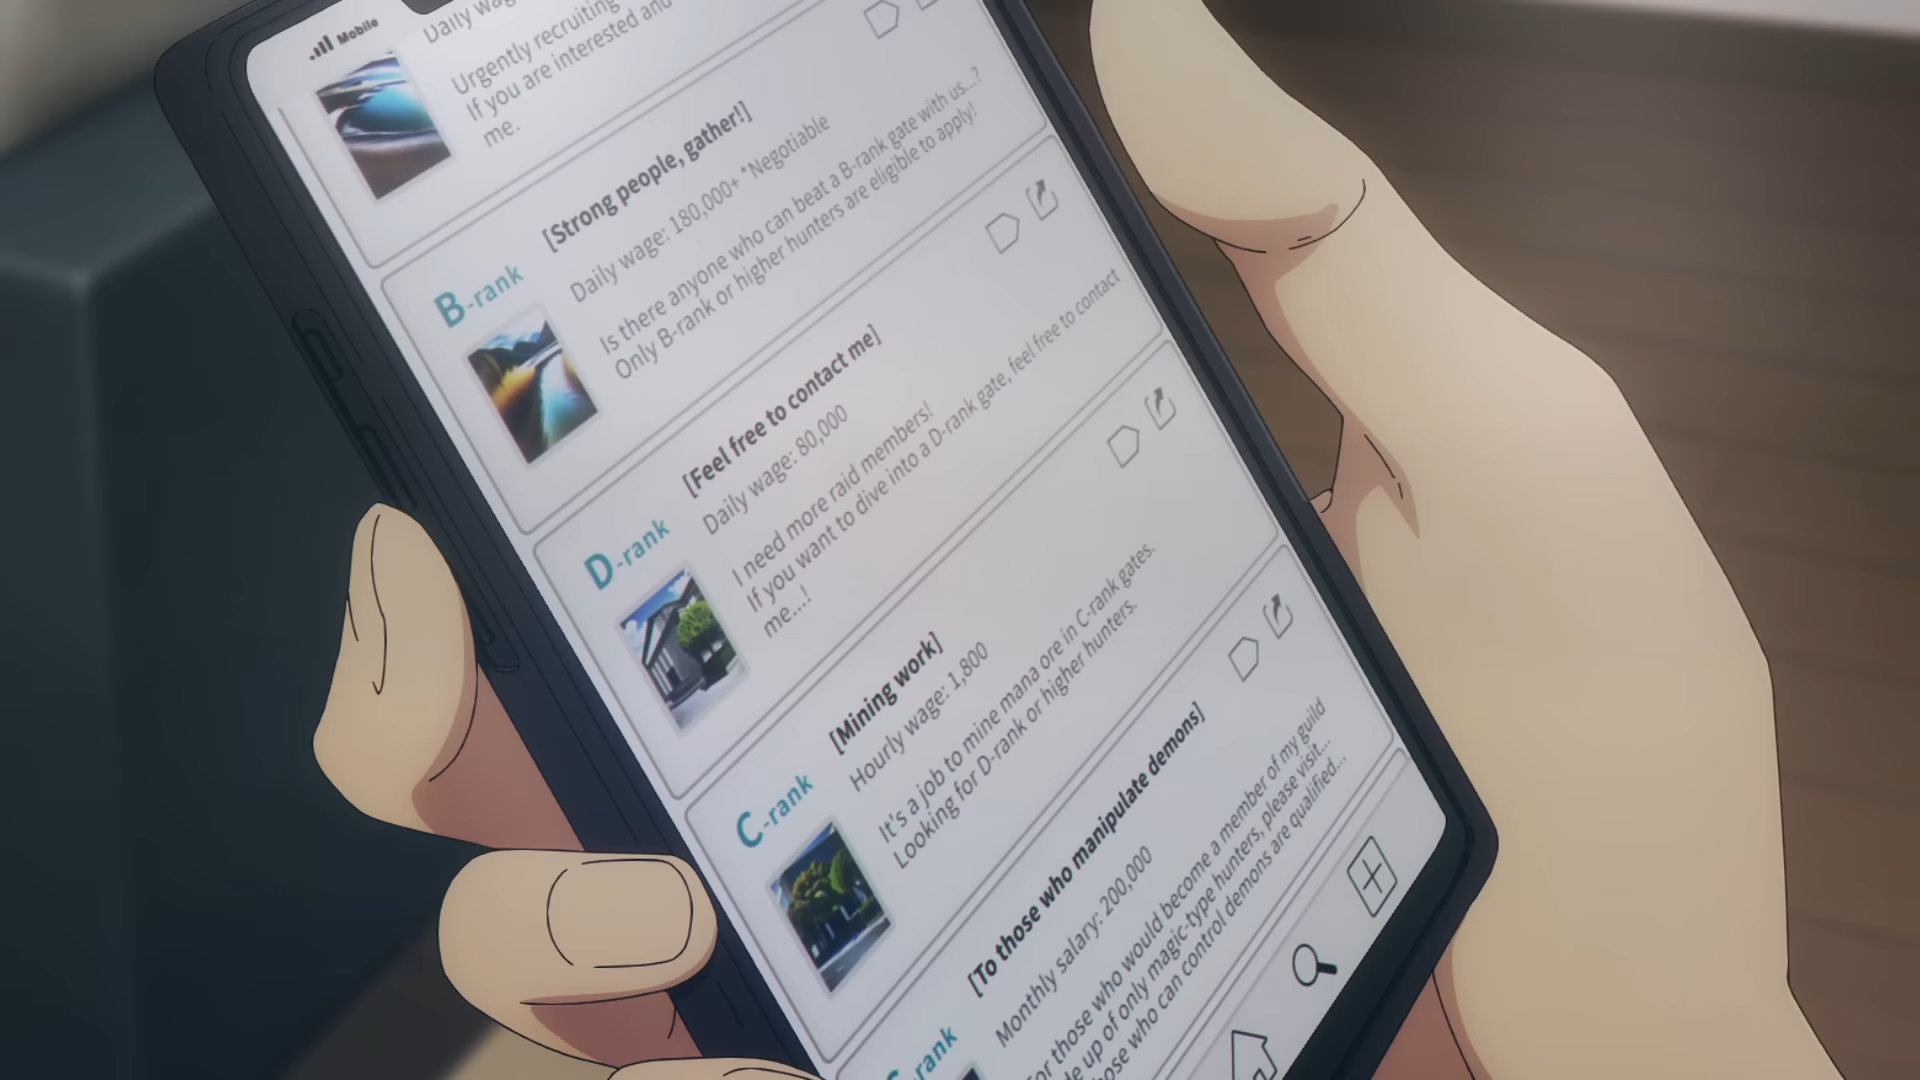 Mobile
Daily
Urgently recruiting
If you are interested and
me.
[Strong people, gather!]
B-rank
Daily wage: 180,000+ *Negotiable
Is there anyone who can beat a B-rank gate with us...?
Only B-rank or higher hunters are eligible to apply!
[Feel free to contact me]
D-rank
Daily wage: 80,000
I need more raid members!
If you want to dive into a D-rank gate, feel free to contact
me...!
[Mining work]
C-rank
Hourly wage: 1,800
It's a job to mine mana ore in C-rank gates.
Looking for D-rank or higher hunters.
[To those who manipulate demons]
-rank
Monthly salary: 200,000
those who would become a member of my guild
up of only magic-type hunters, please visit...
who can control demons are qualified...